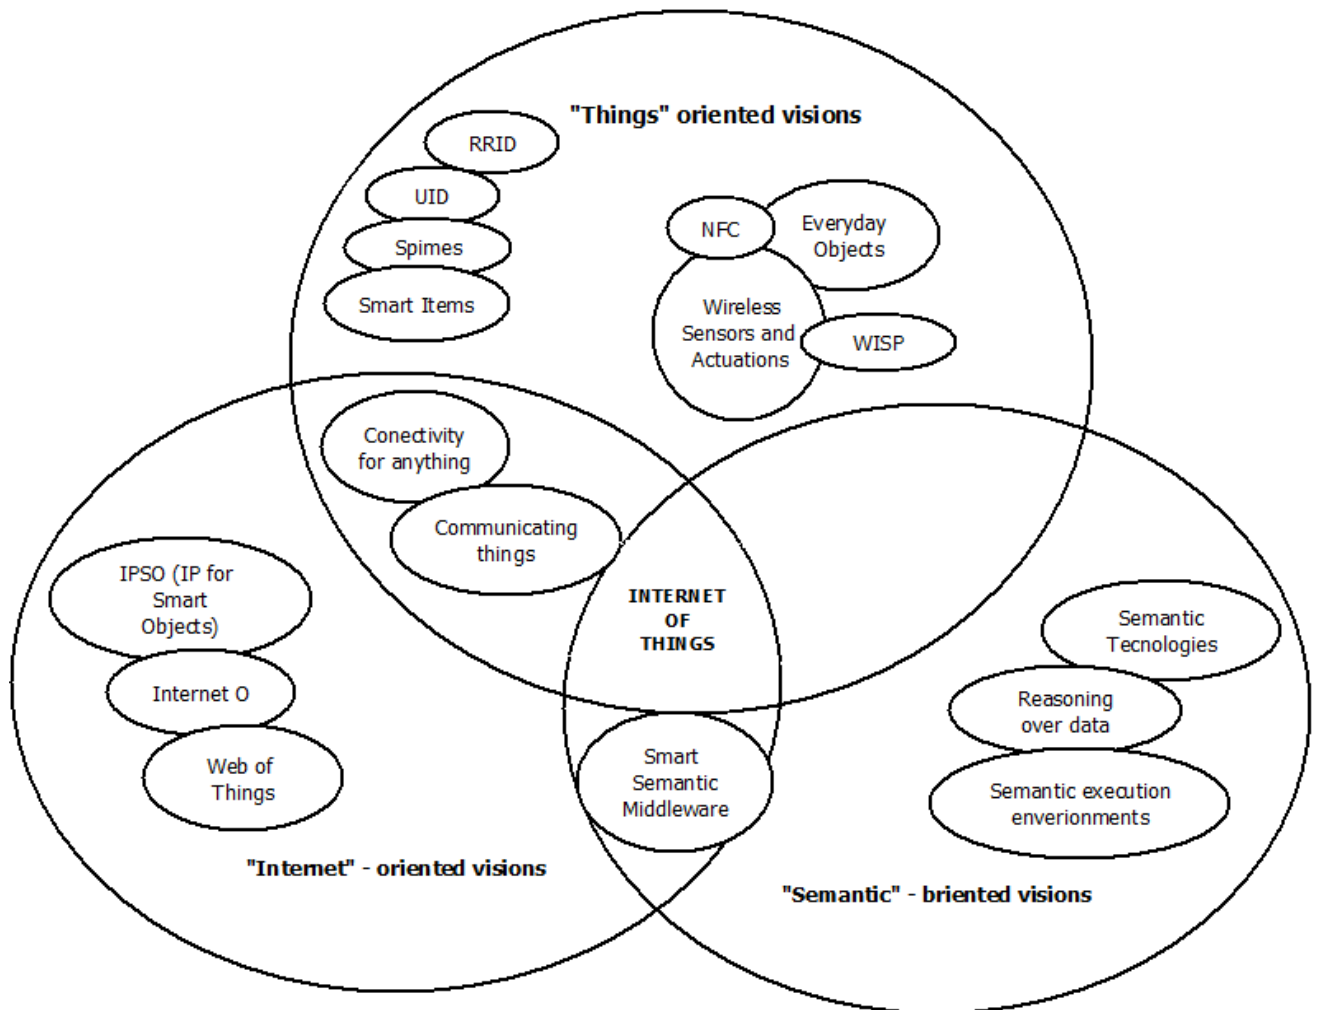 "Things" oriented visions
RRID
UID
Spimes
Smart Items
NFC
Everyday
Objects
Wireless
Sensors and
Actuations
WISP
Conectivity
for anything
Communicating
things
IPSO (IP for
Smart
Objects)
Internet O
Web of
Things
"Internet" - oriented visions
INTERNET
OF
THINGS
Smart
Semantic
Middleware
Semantic
Tecnologies
Reasoning
over data
Semantic execution
enverionments
"Semantic" - briented visions